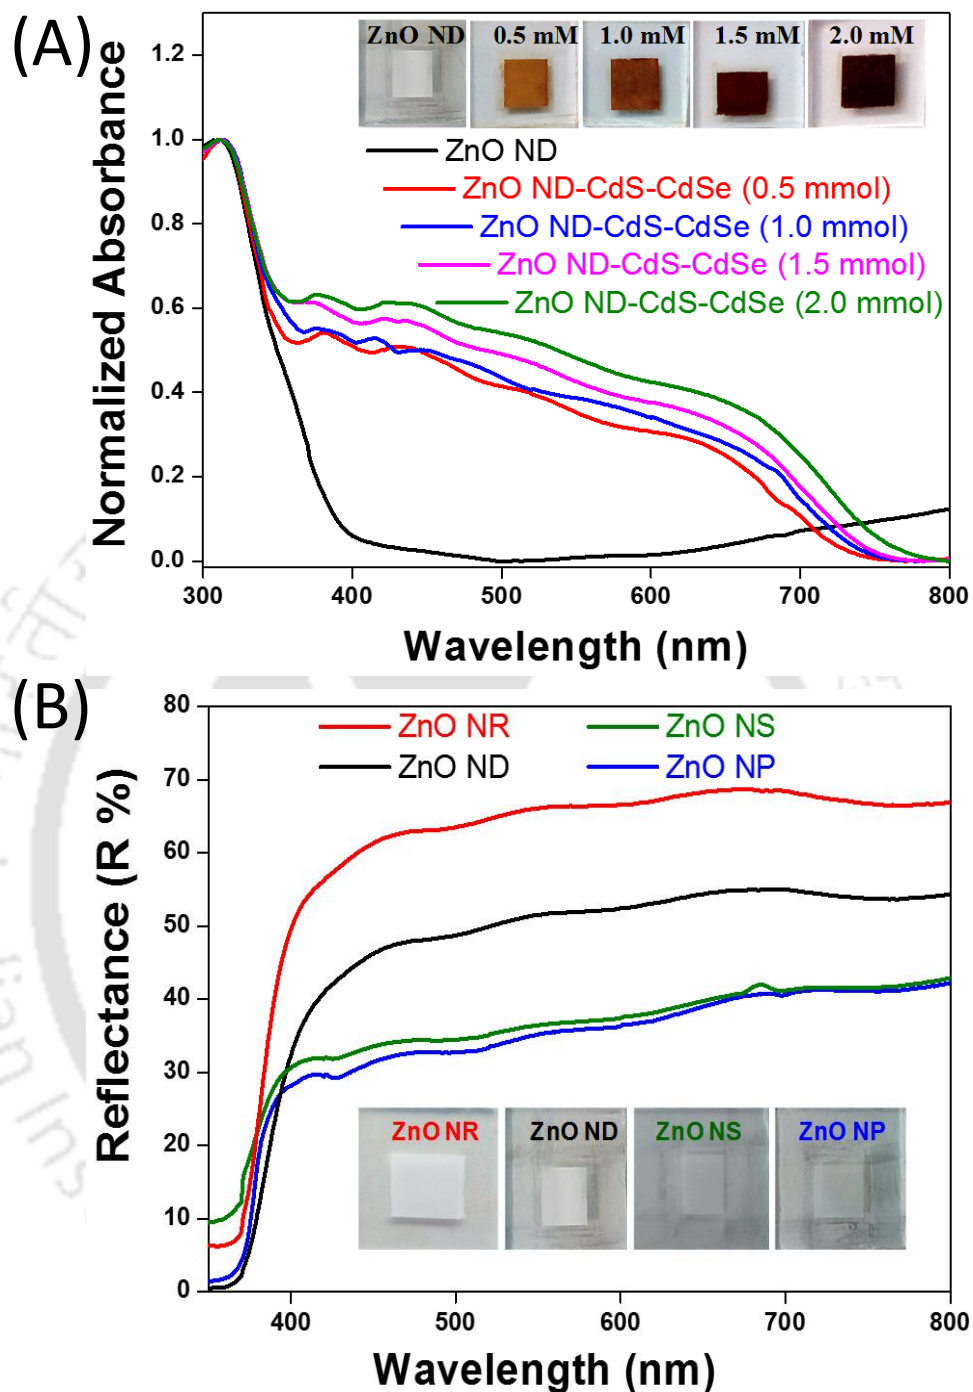 (A)
Normalized Absorbance
1.2
1.0
0.8
0.6
0.4
0.2
0.0
ZnO ND 0.5 mM 1.0 mM 1.5 mM 2.0 mM
ZnO ND
ZnO ND-CdS-CdSe (0.5 mmol)
ZnO ND-CdS-CdSe (1.0 mmol)
ZnO ND-CdS-CdSe (1.5 mmol)
ZnO ND-CdS-CdSe (2.0 mmol)
300 400 500 600 700 800
Wavelength (nm)
(B)
Reflectance (R %)
80
70
60
50
40
30
20
10
0
ZnO NR ZnO NS
ZnO ND ZnO NP
ZnO NR ZnO ND ZnO NS ZnO NP
400 500 600 700 800
Wavelength (nm)